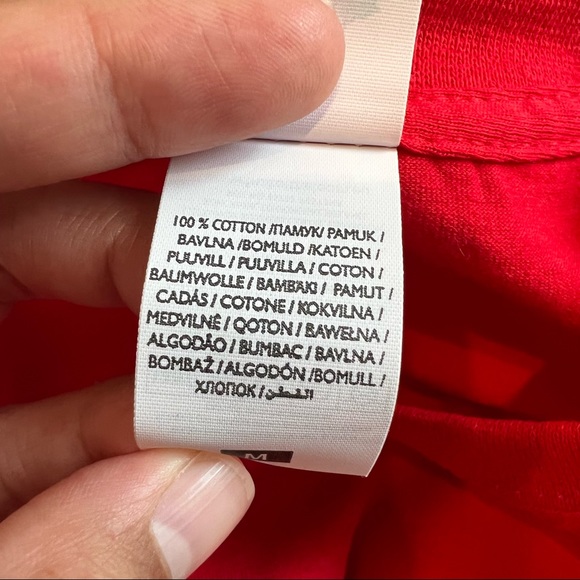 100 % COTTON /ПАМУК/ PAMUK /
BAVLNA /BOMULD /KATOEN /
PUUVILL / PUUVILLA / COTON /
BAUMWOLLE / BAMBÁKI / PAMUT /
CADÁS / COTONE / KOKVILNA /
MEDVILNĖ / QOTON / BAWEŁNA /
ALGODÃO / BUMBAC / BAVLNA /
BOMBAŽ / ALGODÓN /BOMULL /
ХЛОПОК / القطن
M